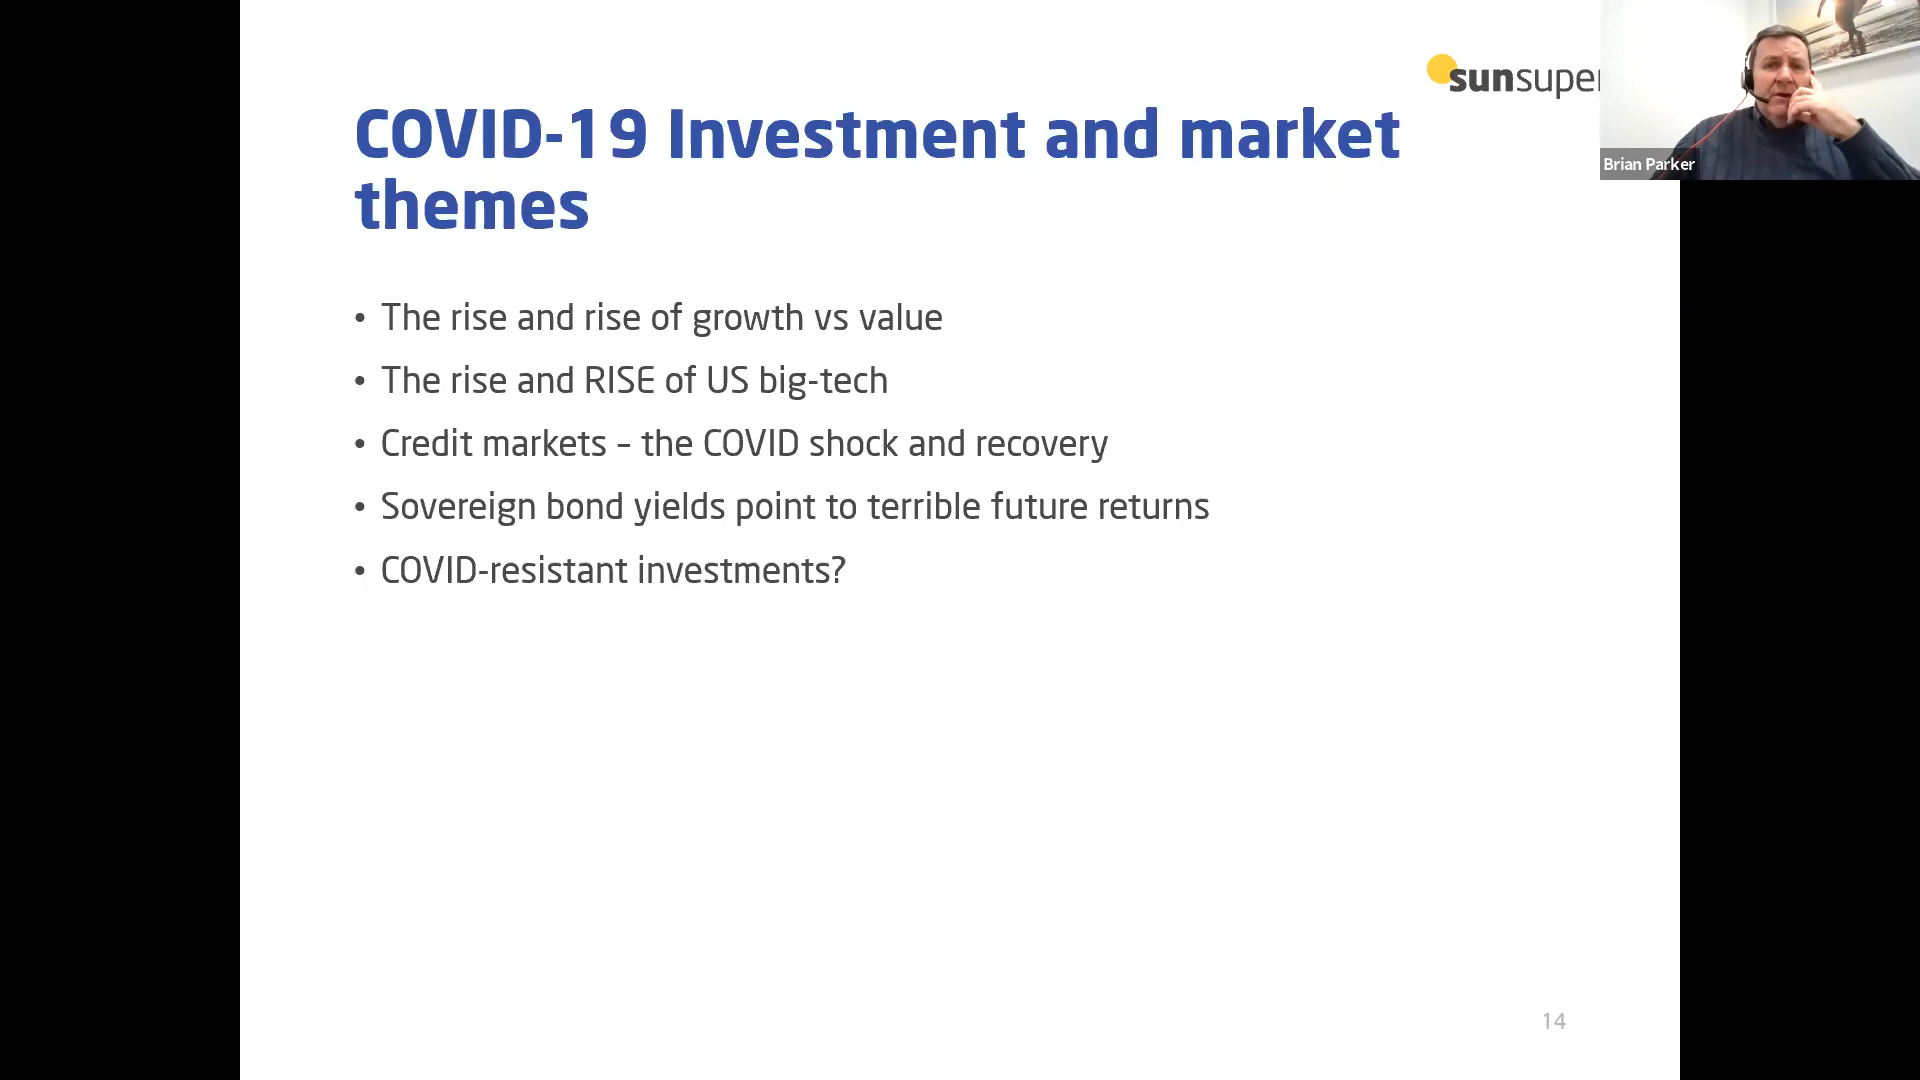 sunsuper
COVID-19 Investment and market
themes
Brian Parker
• The rise and rise of growth vs value
• The rise and RISE of US big-tech
• Credit markets – the COVID shock and recovery
• Sovereign bond yields point to terrible future returns
• COVID-resistant investments?
14